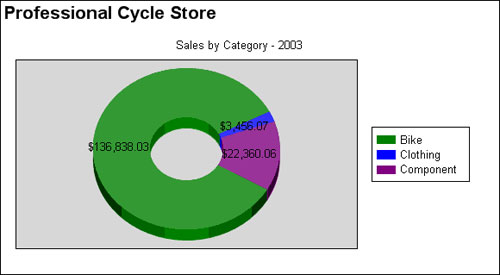 Professional Cycle Store
Sales by Category - 2003
$3,456.07
$136,838.03
$22,360.06
Bike
Clothing
Component